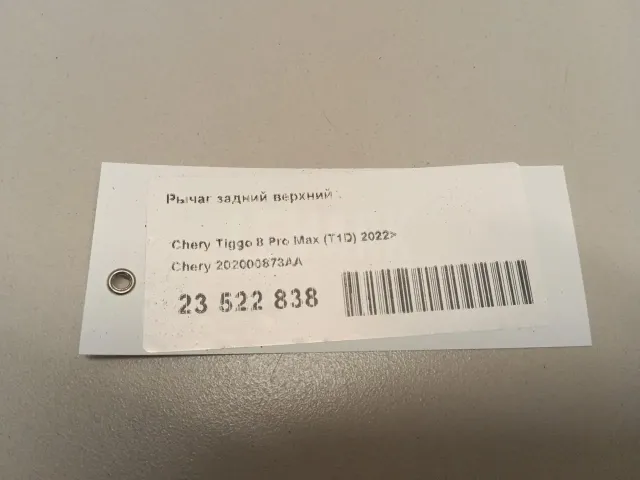 Рычаг задний верхний
Chery Tiggo 8 Pro Max (T1D) 2022>
Chery 202000873AA
23 522 838